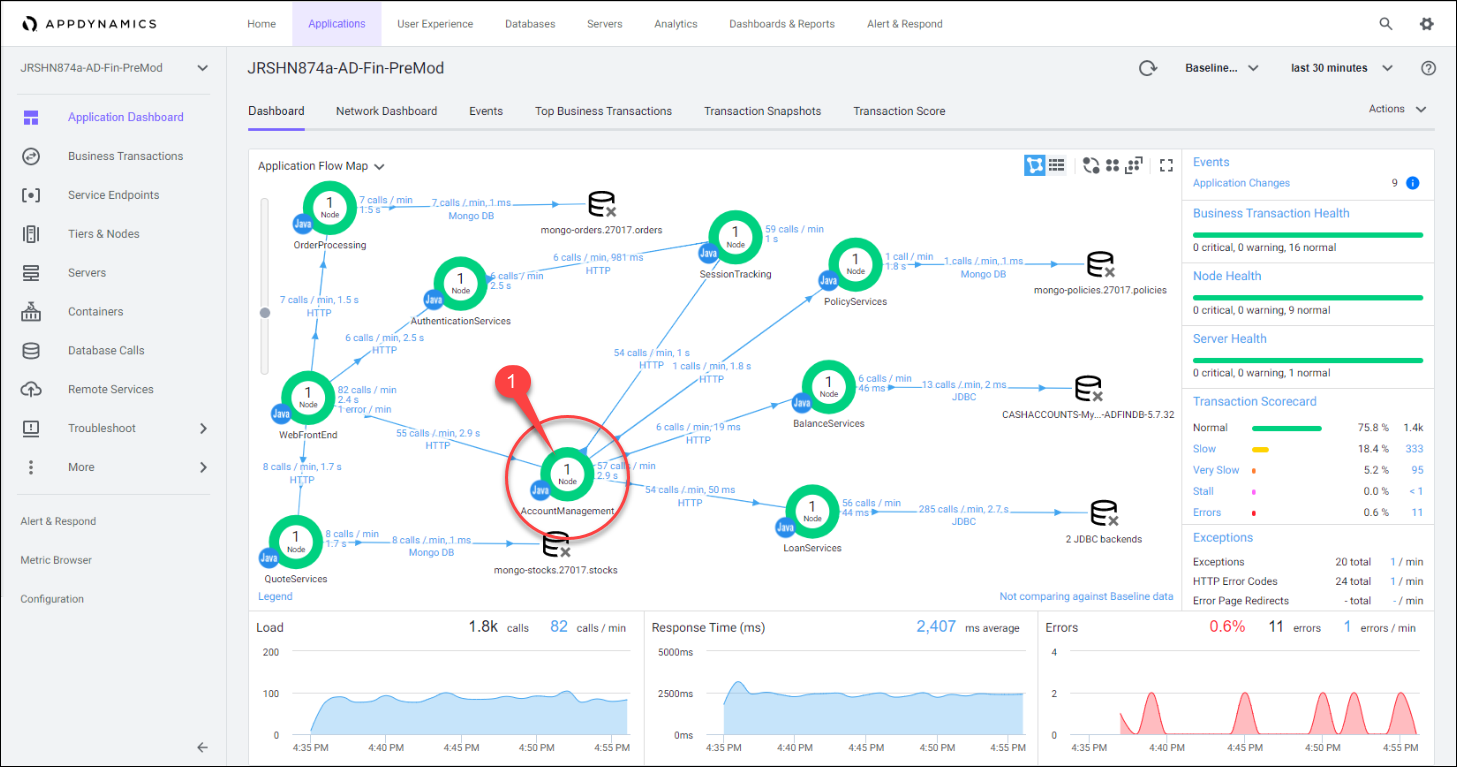 APPDYNAMICS
Home
Applications
User Experience
Databases
Servers
Analytics
Dashboards & Reports
Alert & Respond
JRSHN874a-AD-Fin-PreMod
Application Dashboard
Business Transactions
Service Endpoints
Tiers & Nodes
Servers
Containers
Database Calls
Remote Services
Troubleshoot
More
Alert & Respond
Metric Browser
Configuration
JRSHN874a-AD-Fin-PreMod
Baseline...
last 30 minutes
Dashboard
Network Dashboard
Events
Top Business Transactions
Transaction Snapshots
Transaction Score
Actions
Application Flow Map
1
Node
Java
OrderProcessing
7 calls / min
1.5 s
7 calls / min, 1 ms
Mongo DB
mongo-orders.27017.orders
1
Node
Java
SessionTracking
59 calls / min
1 s
6 calls / min, 981 ms
HTTP
1
Node
Java
AuthenticationServices
6 calls / min
2.5 s
1
Node
Java
PolicyServices
1 call / min
1.8 s
1 calls / min, 1 ms
Mongo DB
mongo-policies.27017.policies
7 calls / min, 1.5 s
HTTP
6 calls / min, 2.5 s
HTTP
54 calls / min, 1 s
HTTP
1 calls / min, 1.8 s
HTTP
1
Node
Java
WebFrontEnd
82 calls / min
2.4 s
1 error / min
1
1
Node
Java
BalanceServices
6 calls / min
46 ms
13 calls / min, 2 ms
JDBC
CASHACCOUNTS-My...-ADFINDB-5.7.32
55 calls / min, 2.9 s
HTTP
6 calls / min, 19 ms
HTTP
1
Node
Java
AccountManagement
57 calls / min
2.9 s
8 calls / min, 1.7 s
HTTP
54 calls / min, 50 ms
HTTP
1
Node
Java
LoanServices
56 calls / min
44 ms
285 calls / min, 2.7 s
JDBC
2 JDBC backends
1
Node
Java
QuoteServices
8 calls / min
1.7 s
8 calls / min, 1 ms
Mongo DB
mongo-stocks.27017.stocks
Legend
Not comparing against Baseline data
Events
Application Changes
9
i
Business Transaction Health
0 critical, 0 warning, 16 normal
Node Health
0 critical, 0 warning, 9 normal
Server Health
0 critical, 0 warning, 1 normal
Transaction Scorecard
Normal 75.8 % 1.4k
Slow 18.4 % 333
Very Slow 5.2 % 95
Stall 0.0 % < 1
Errors 0.6 % 11
Exceptions
Exceptions 20 total 1 / min
HTTP Error Codes 24 total 1 / min
Error Page Redirects - total - / min
Load 1.8k calls 82 calls / min
200
100
0
4:35 PM 4:40 PM 4:45 PM 4:50 PM 4:55 PM
Response Time (ms) 2,407 ms average
5000ms
2500ms
0ms
4:35 PM 4:40 PM 4:45 PM 4:50 PM 4:55 PM
Errors 0.6% 11 errors 1 errors / min
4
2
0
4:35 PM 4:40 PM 4:45 PM 4:50 PM 4:55 PM